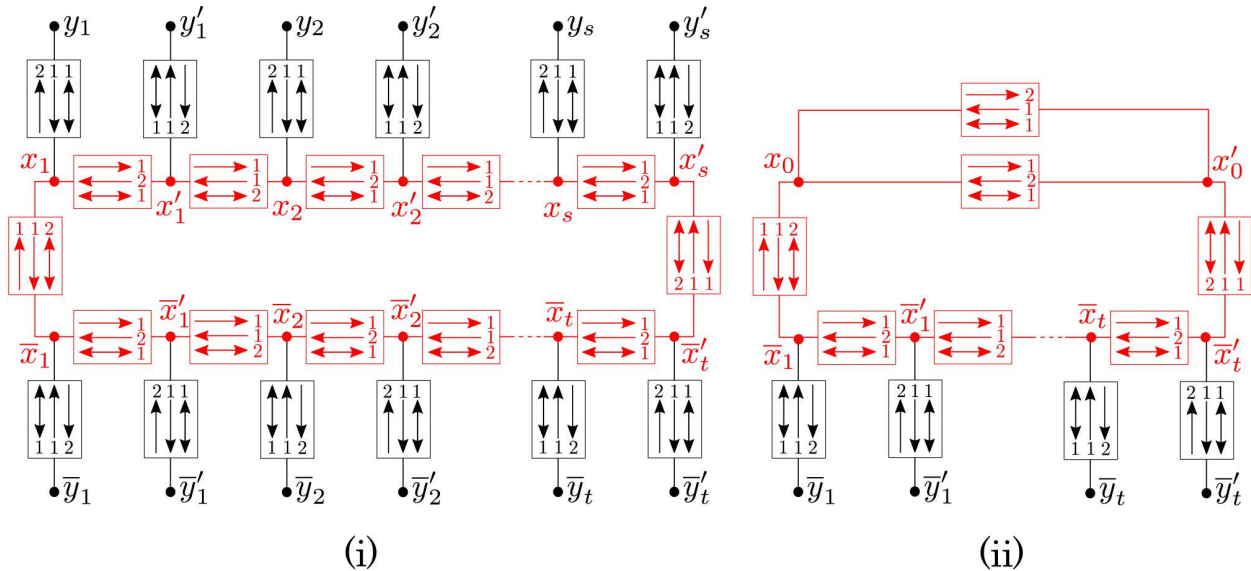 y₁ y′₁ y₂ y′₂ yₛ y′ₛ
2 1 1 2 1 1 2 1 1
1 1 2 1 1 2 1 1 2
x₁ x′ₛ
1 1 1 1 1
2 1 2 1 2
1 2 1 2 1
x′₁ x₂ x′₂ xₛ
1 1 2
2 1 1
x̄′₁ x̄₂ x̄′₂ x̄ₜ
1 1 1 1 1
2 1 2 1 2
1 2 1 2 1
x̄₁ x̄′ₜ
2 1 1 2 1 1 2 1 1
1 1 2 1 1 2 1 1 2
ȳ₁ ȳ′₁ ȳ₂ ȳ′₂ ȳₜ ȳ′ₜ
(i)
2
1
1
x₀ x′₀
1
2
1
1 1 2
2 1 1
x̄′₁ x̄ₜ
1 1 1
2 1 2
1 2 1
x̄₁ x̄′ₜ
2 1 1 2 1 1
1 1 2 1 1 2
ȳ₁ ȳ′₁ ȳₜ ȳ′ₜ
(ii)